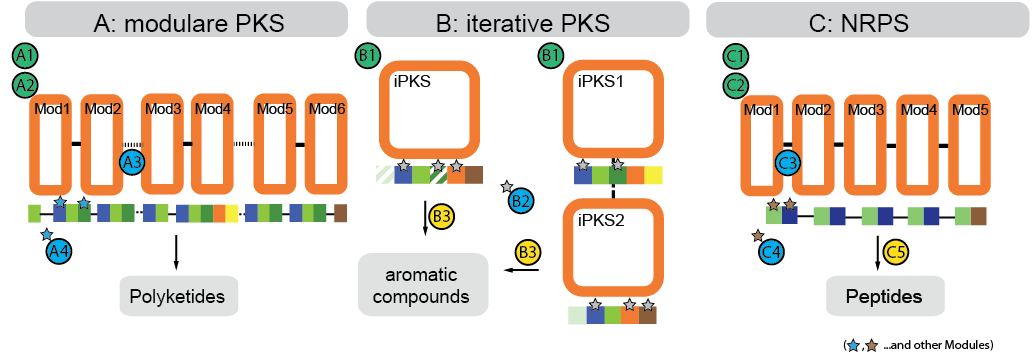 A: modulare PKS
B: iterative PKS
C: NRPS
A1
A2
Mod1
Mod2
Mod3
Mod4
Mod5
Mod6
A3
A4
Polyketides
B1
iPKS
B3
aromatic
compounds
B1
iPKS1
B2
B3
iPKS2
C1
C2
Mod1
Mod2
Mod3
Mod4
Mod5
C3
C4
C5
Peptides
( , ...and other Modules)